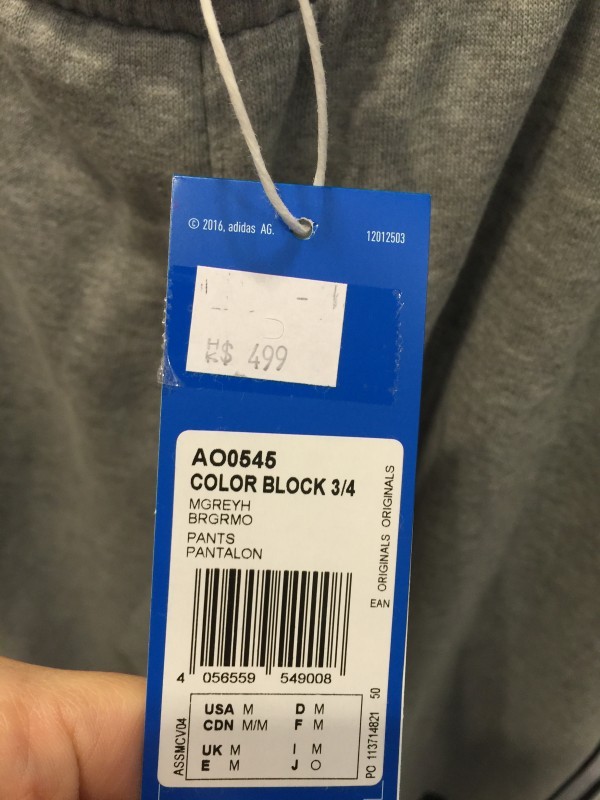 © 2016, adidas AG.
12012503
HK$ 499
AO0545
COLOR BLOCK 3/4
MGREYH
BRGRMO
PANTS
PANTALON
ORIGINALS ORIGINALS
EAN
4 056559 549008
USA M D M
CDN M/M F M
UK M I M
E M J O
ASSMCV04
PC 113714821 50